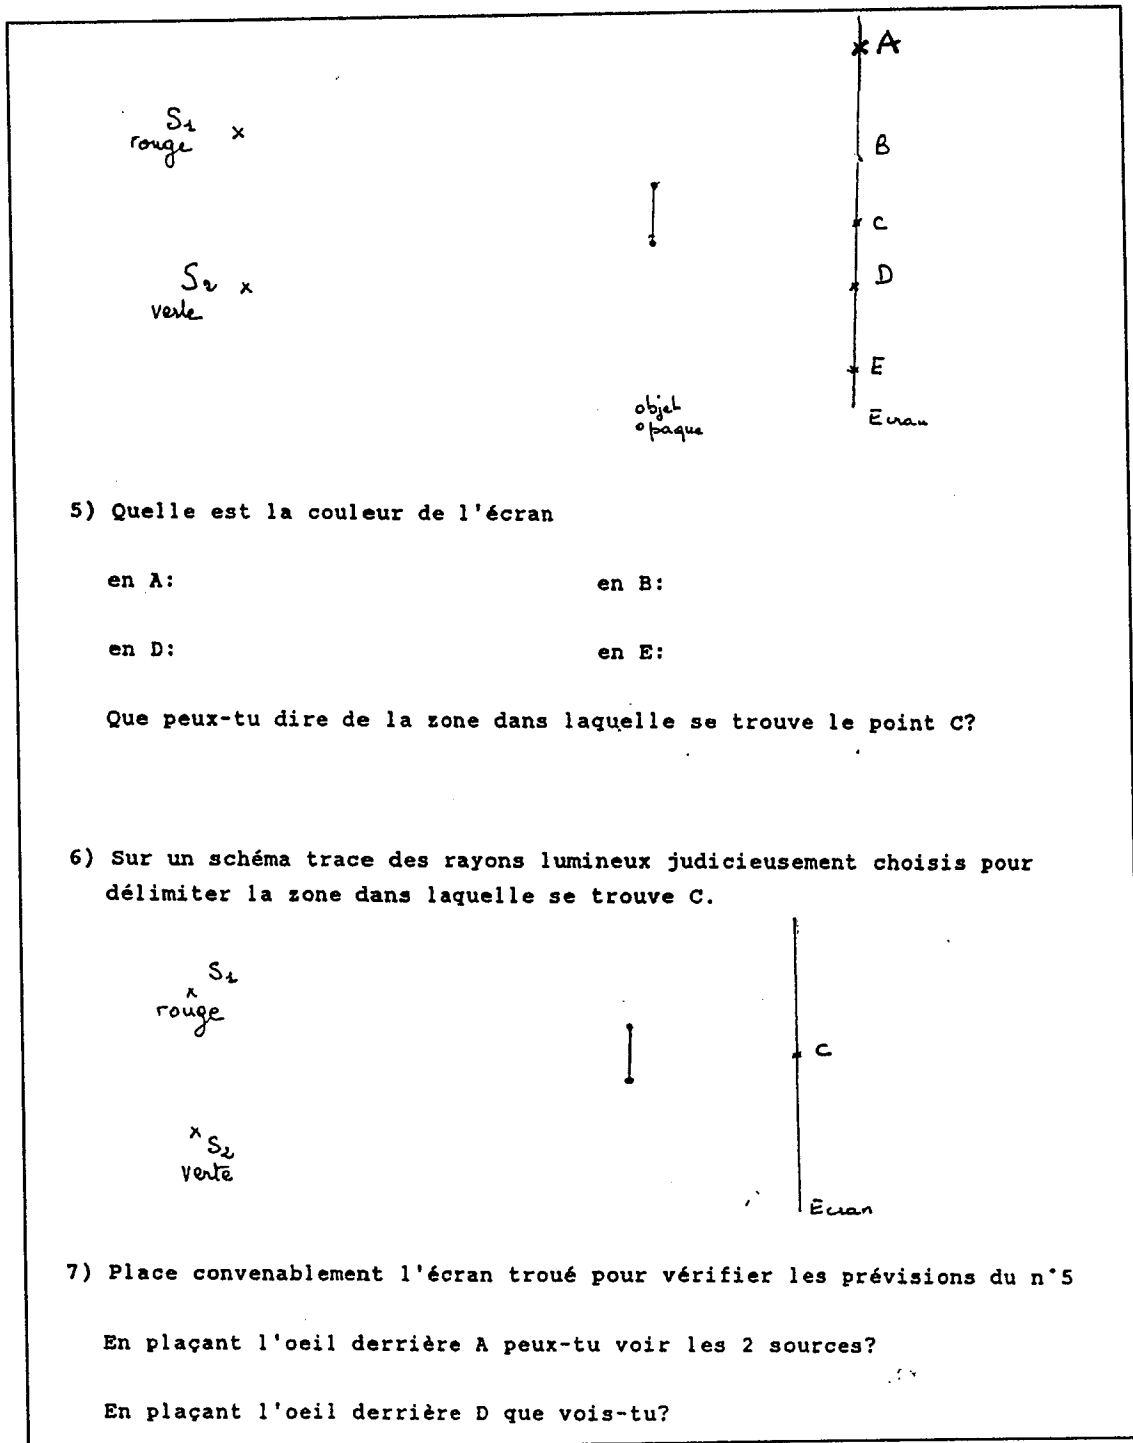 A
S1
rouge
B
C
S2
verte
D
E
objet
opaque
Ecran
5) Quelle est la couleur de l'écran
en A: en B:
en D: en E:
Que peux-tu dire de la zone dans laquelle se trouve le point C?
6) Sur un schéma trace des rayons lumineux judicieusement choisis pour
délimiter la zone dans laquelle se trouve C.
S1
rouge
C
S2
verte
Ecran
7) Place convenablement l'écran troué pour vérifier les prévisions du n°5
En plaçant l'oeil derrière A peux-tu voir les 2 sources?
En plaçant l'oeil derrière D que vois-tu?